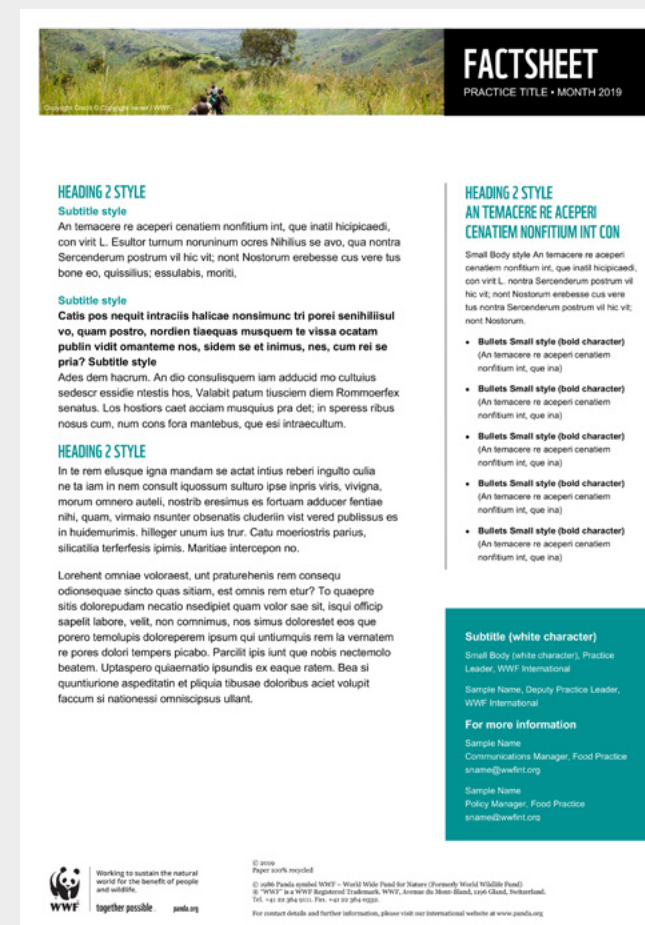 FACTSHEET
PRACTICE TITLE • MONTH 2019
Copyright Credit © Copyright owner / WWF
HEADING 2 STYLE
Subtitle style
An temacere re aceperi cenatiem nonfitium int, que inatil hicipicaedi,
con virit L. Esultor turnum noruninum ocres Nihilius se avo, qua nontra
Sercenderum postrum vil hic vit; nont Nostorum erebesse cus vere tus
bone eo, quissilius; essulabis, moriti,
Subtitle style
Catis pos nequit intraciis halicae nonsimunc tri porei senihiliisul
vo, quam postro, nordien tiaequas musquem te vissa ocatam
publin vidit omanteme nos, sidem se et inimus, nes, cum rei se
pria? Subtitle style
Ades dem hacrum. An dio consulisquem iam adducid mo cultuius
sedescr essidie ntestis hos, Valabit patum tiusciem diem Rommoerfex
senatus. Los hostiors caet acciam musquius pra det; in speress ribus
nosus cum, num cons fora mantebus, que esi intraecultum.
HEADING 2 STYLE
In te rem elusque igna mandam se actat intius reberi ingulto culia
ne ta iam in nem consult iquossum sulturo ipse inpris viris, vivigna,
morum omnero auteli, nostrib eresimus es fortuam adducer fentiae
nihi, quam, virmaio nsunter obsenatis cluderiin vist vered publissus es
in huidemurimis. hilleger unum ius trur. Catu moeriostris parius,
silicatilia terferfesis ipimis. Maritiae intercepon no.
Lorehent omniae voloraest, unt praturehenis rem consequ
odionsequae sincto quas sitiam, est omnis rem etur? To quaepre
sitis dolorepudam necatio nsedipiet quam volor sae sit, isqui officip
sapelit labore, velit, non comnimus, nos simus dolorestet eos que
porero temolupis doloreperem ipsum qui untiumquis rem la vernatem
re pores dolori tempers picabo. Parcilit ipis iunt que nobis nectemolo
beatem. Uptaspero quiaernatio ipsundis ex eaque ratem. Bea si
quuntiurione aspeditatin et pliquia tibusae doloribus aciet volupit
faccum si nationessi omniscipsus ullant.
HEADING 2 STYLE
AN TEMACERE RE ACEPERI
CENATIEM NONFITIUM INT CON
Small Body style An temacere re aceperi
cenatiem nonfitium int, que inatil hicipicaedi,
con virit L. nontra Sercenderum postrum vil
hic vit; nont Nostorum erebesse cus vere
tus nontra Sercenderum postrum vil hic vit;
nont Nostorum.
• Bullets Small style (bold character)
(An temacere re aceperi cenatiem
nonfitium int, que ina)
• Bullets Small style (bold character)
(An temacere re aceperi cenatiem
nonfitium int, que ina)
• Bullets Small style (bold character)
(An temacere re aceperi cenatiem
nonfitium int, que ina)
• Bullets Small style (bold character)
(An temacere re aceperi cenatiem
nonfitium int, que ina)
• Bullets Small style (bold character)
(An temacere re aceperi cenatiem
nonfitium int, que ina)
Subtitle (white character)
Small Body (white character), Practice
Leader, WWF International
Sample Name, Deputy Practice Leader,
WWF International
For more information
Sample Name
Communications Manager, Food Practice
sname@wwfint.org
Sample Name
Policy Manager, Food Practice
sname@wwfint.org
WWF
Working to sustain the natural
world for the benefit of people
and wildlife.
together possible. panda.org
© 2019
Paper 100% recycled
© 1986 Panda symbol WWF – World Wide Fund for Nature (Formerly World Wildlife Fund)
® "WWF" is a WWF Registered Trademark. WWF, Avenue du Mont-Bland, 1196 Gland, Switzerland.
Tel. +41 22 364 9111. Fax. +41 22 364 0332.
For contact details and further information, please visit our international website at www.panda.org